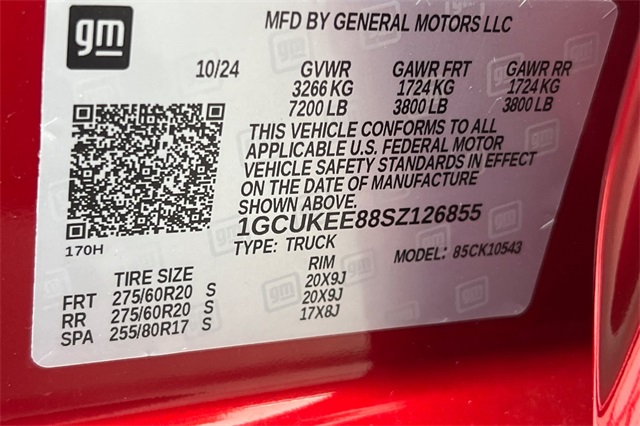 gm
MFD BY GENERAL MOTORS LLC
10/24 GVWR GAWR FRT GAWR RR
3266 KG 1724 KG 1724 KG
7200 LB 3800 LB 3800 LB
THIS VEHICLE CONFORMS TO ALL
APPLICABLE U.S. FEDERAL MOTOR
VEHICLE SAFETY STANDARDS IN EFFECT
ON THE DATE OF MANUFACTURE
SHOWN ABOVE.
1GCUKEE88SZ126855
170H TYPE: TRUCK MODEL: 85CK10543
TIRE SIZE RIM
FRT 275/60R20 S 20X9J
RR 275/60R20 S 20X9J
SPA 255/80R17 S 17X8J